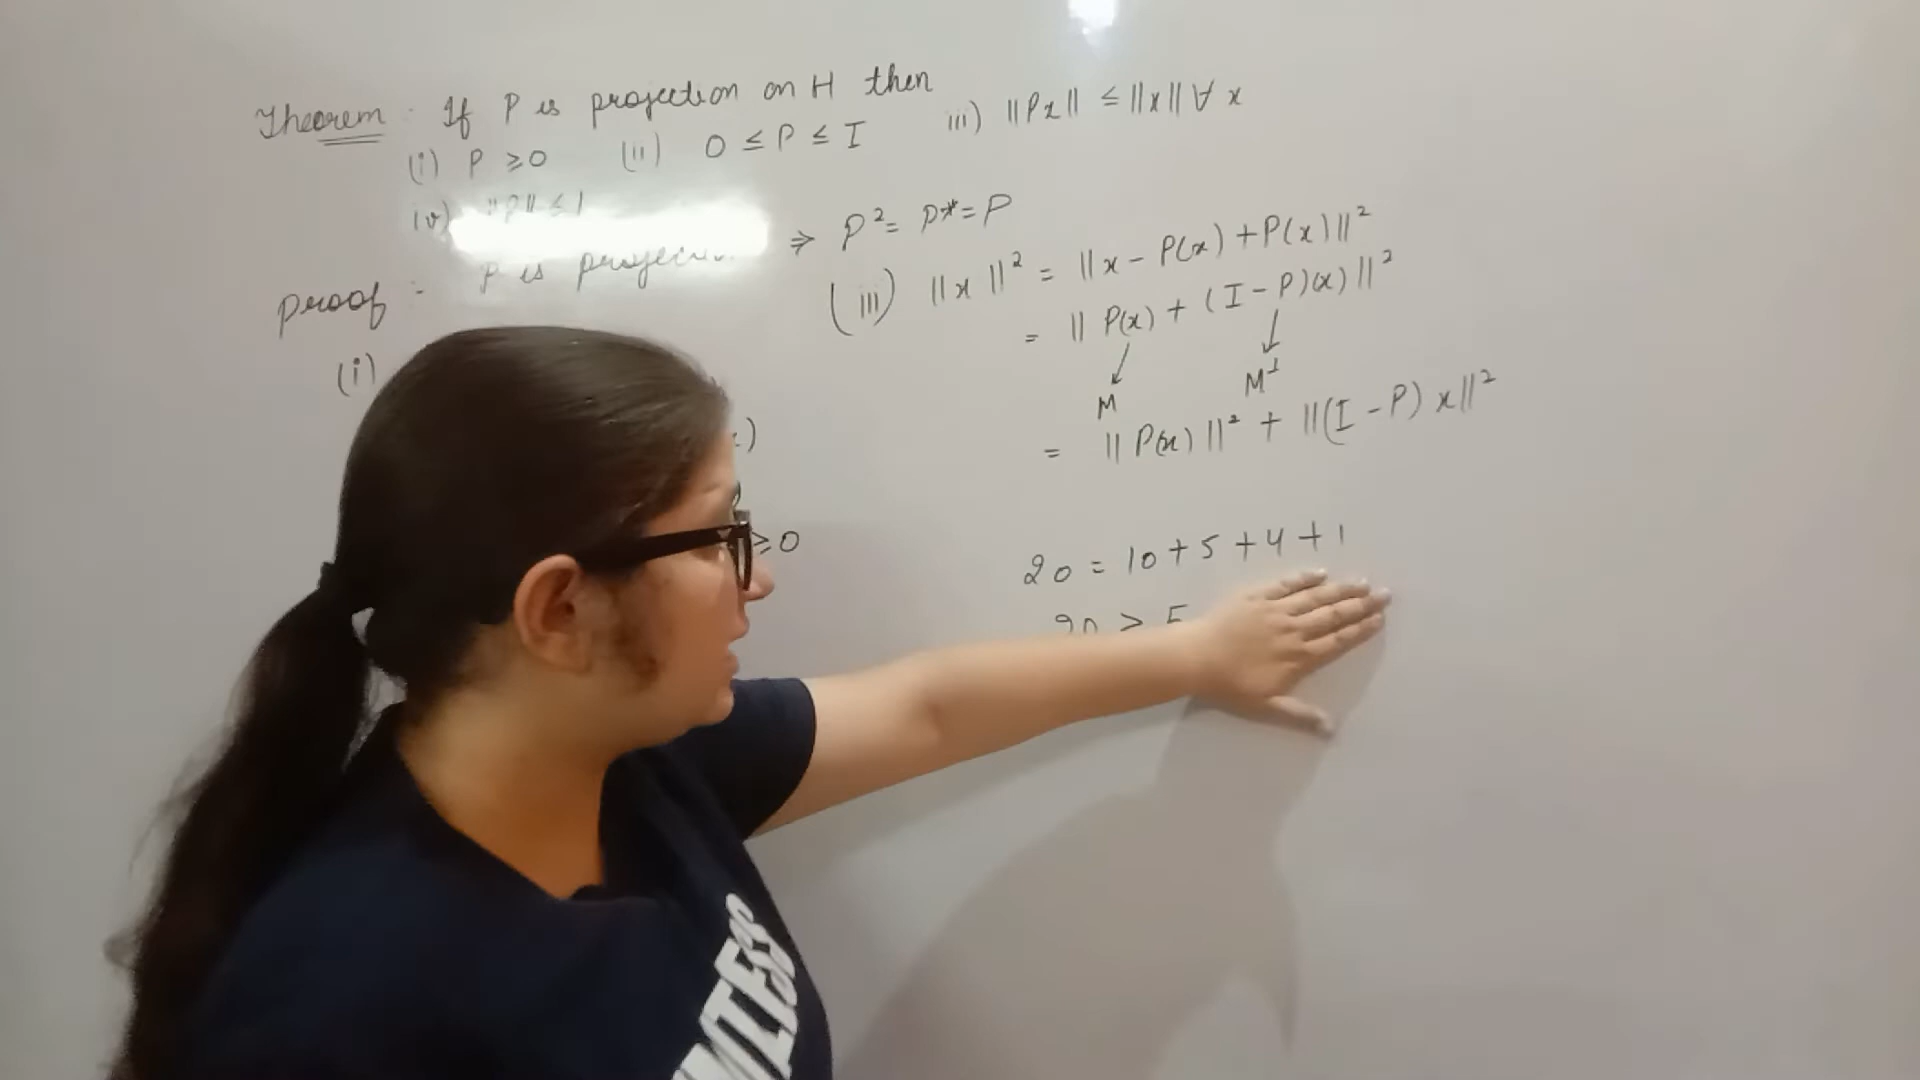 Theorem : If P is projection on H then
(i) P ≥ 0 (ii) 0 ≤ P ≤ I iii) ||Px|| ≤ ||x|| ∀ x
iv) ||P|| ≤ 1
Proof :- P is projection ⇒ P² = P* = P
(i)
≥ 0
(iii) ||x||² = ||x - P(x) + P(x)||²
= || P(x) + (I - P)(x) ||²
M M⊥
= || P(x) ||² + ||(I - P) x||²
20 = 10 + 5 + 4 + 1
20 > 5